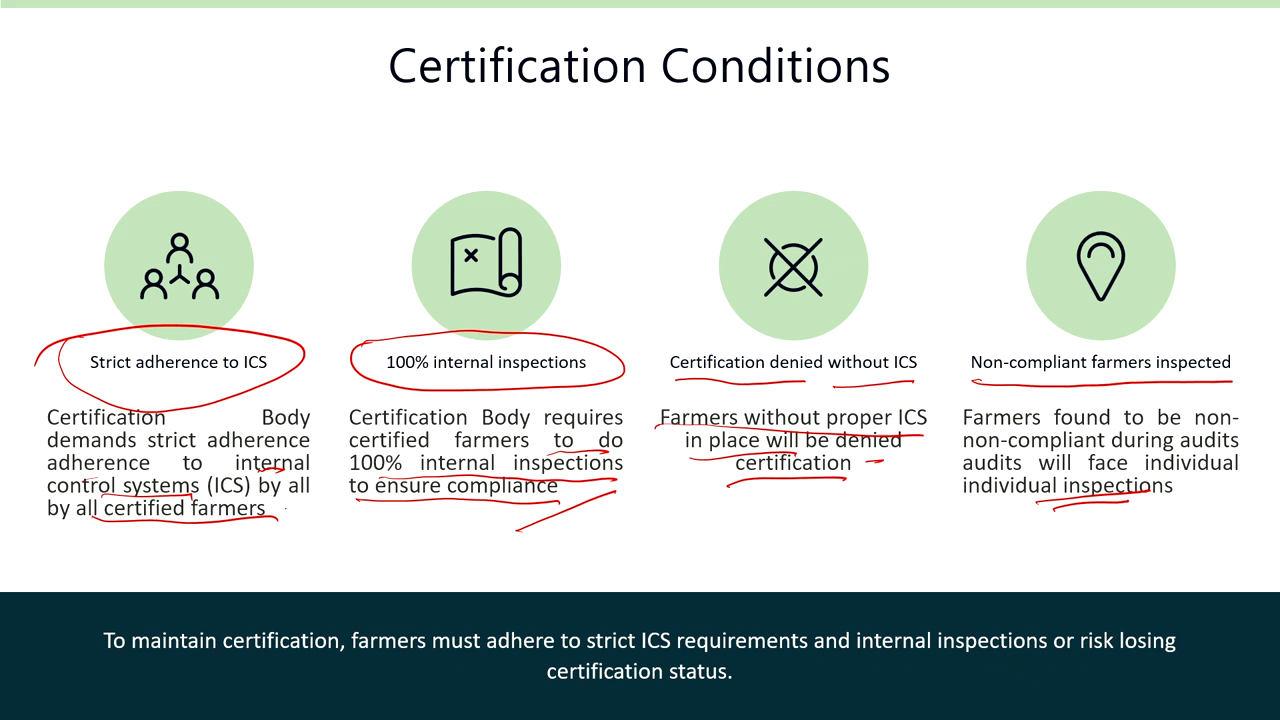 Certification Conditions
Strict adherence to ICS
Certification Body
demands strict adherence
adherence to internal
control systems (ICS) by all
by all certified farmers
100% internal inspections
Certification Body requires
certified farmers to do
100% internal inspections
to ensure compliance
Certification denied without ICS
Farmers without proper ICS
in place will be denied
certification
Non-compliant farmers inspected
Farmers found to be non-
non-compliant during audits
audits will face individual
individual inspections
To maintain certification, farmers must adhere to strict ICS requirements and internal inspections or risk losing
certification status.